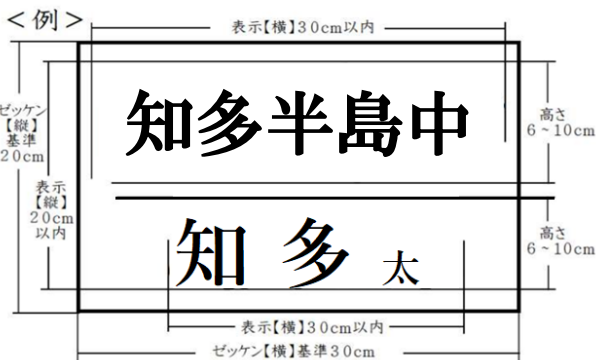 ＜例＞
表示【横】30cm以内
ゼッケン
【縦】
基準
20cm
表示
【縦】
20cm
以内
知多半島中
高さ
6~10cm
知多 太
高さ
6~10cm
表示【横】30cm以内
ゼッケン【横】基準30cm